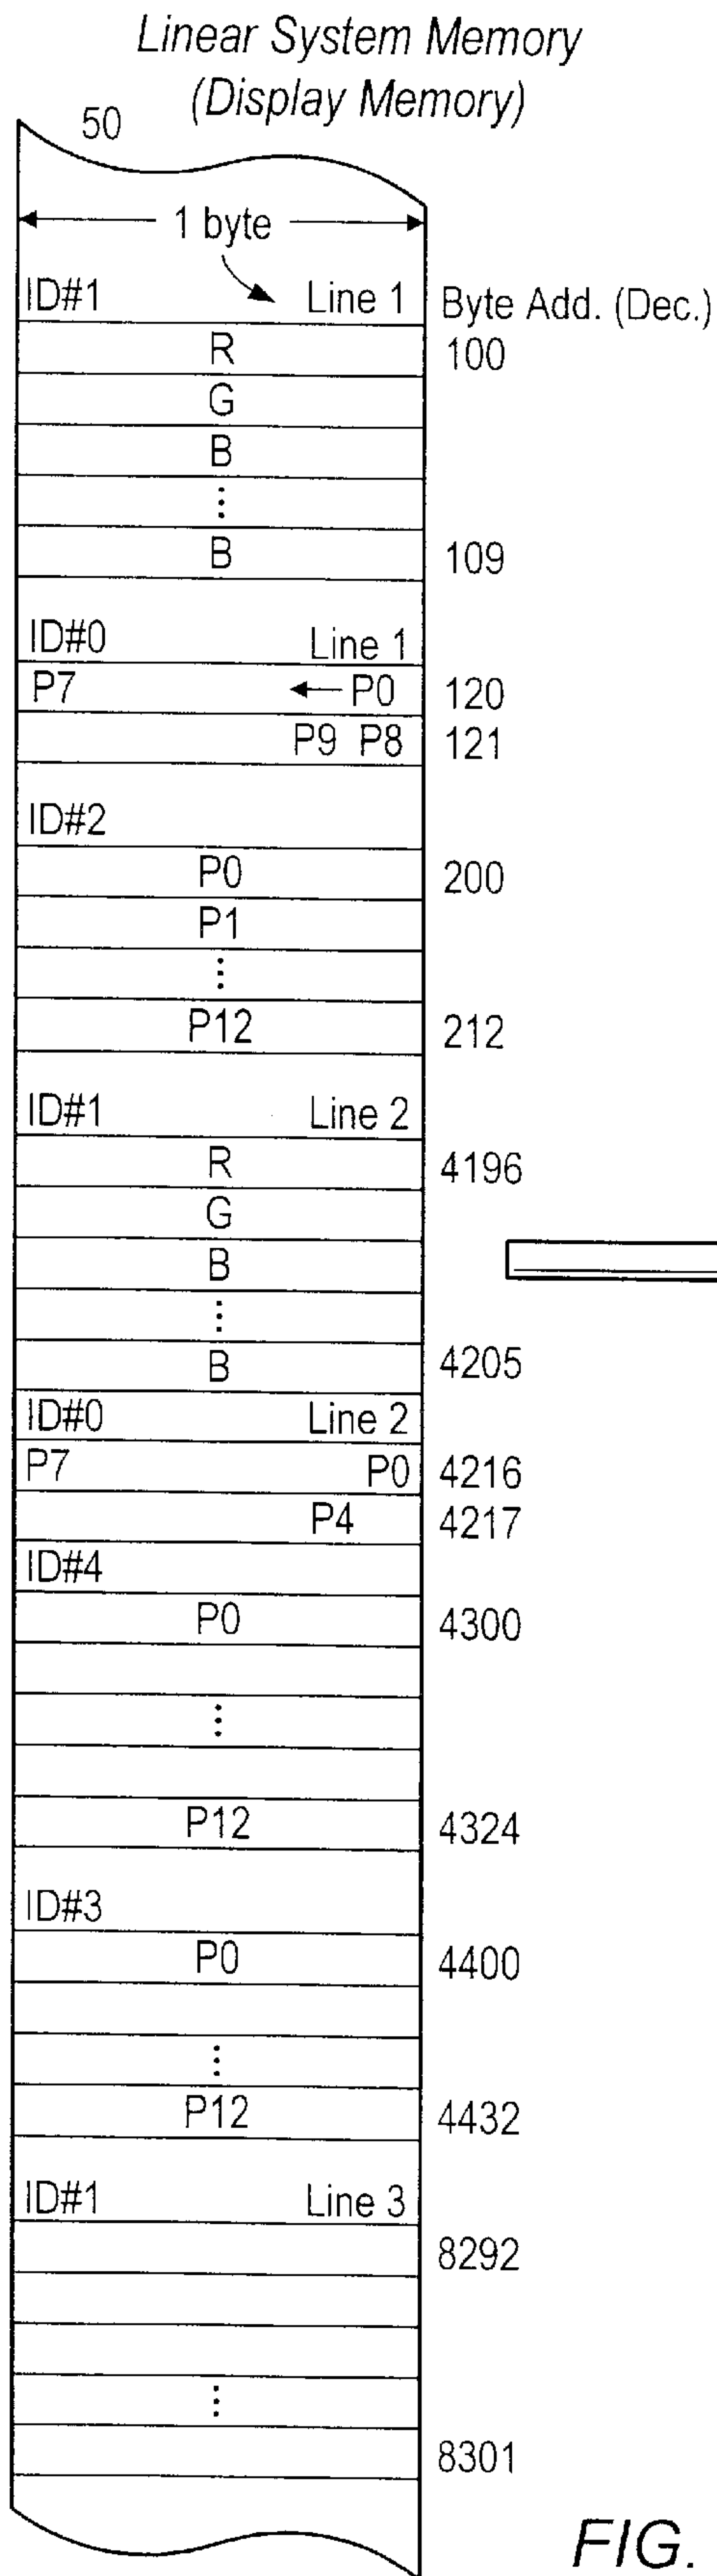 Linear System Memory
(Display Memory)
50
1 byte
ID#1 Line 1 Byte Add. (Dec.)
R 100
G
B
⋮
B 109
ID#0 Line 1
P7 ← P0 120
P9 P8 121
ID#2
P0 200
P1
⋮
P12 212
ID#1 Line 2
R 4196
G
B
⋮
B 4205
ID#0 Line 2
P7 P0 4216
P4 4217
ID#4
P0 4300
⋮
P12 4324
ID#3
P0 4400
⋮
P12 4432
ID#1 Line 3
8292
⋮
8301
FIG.